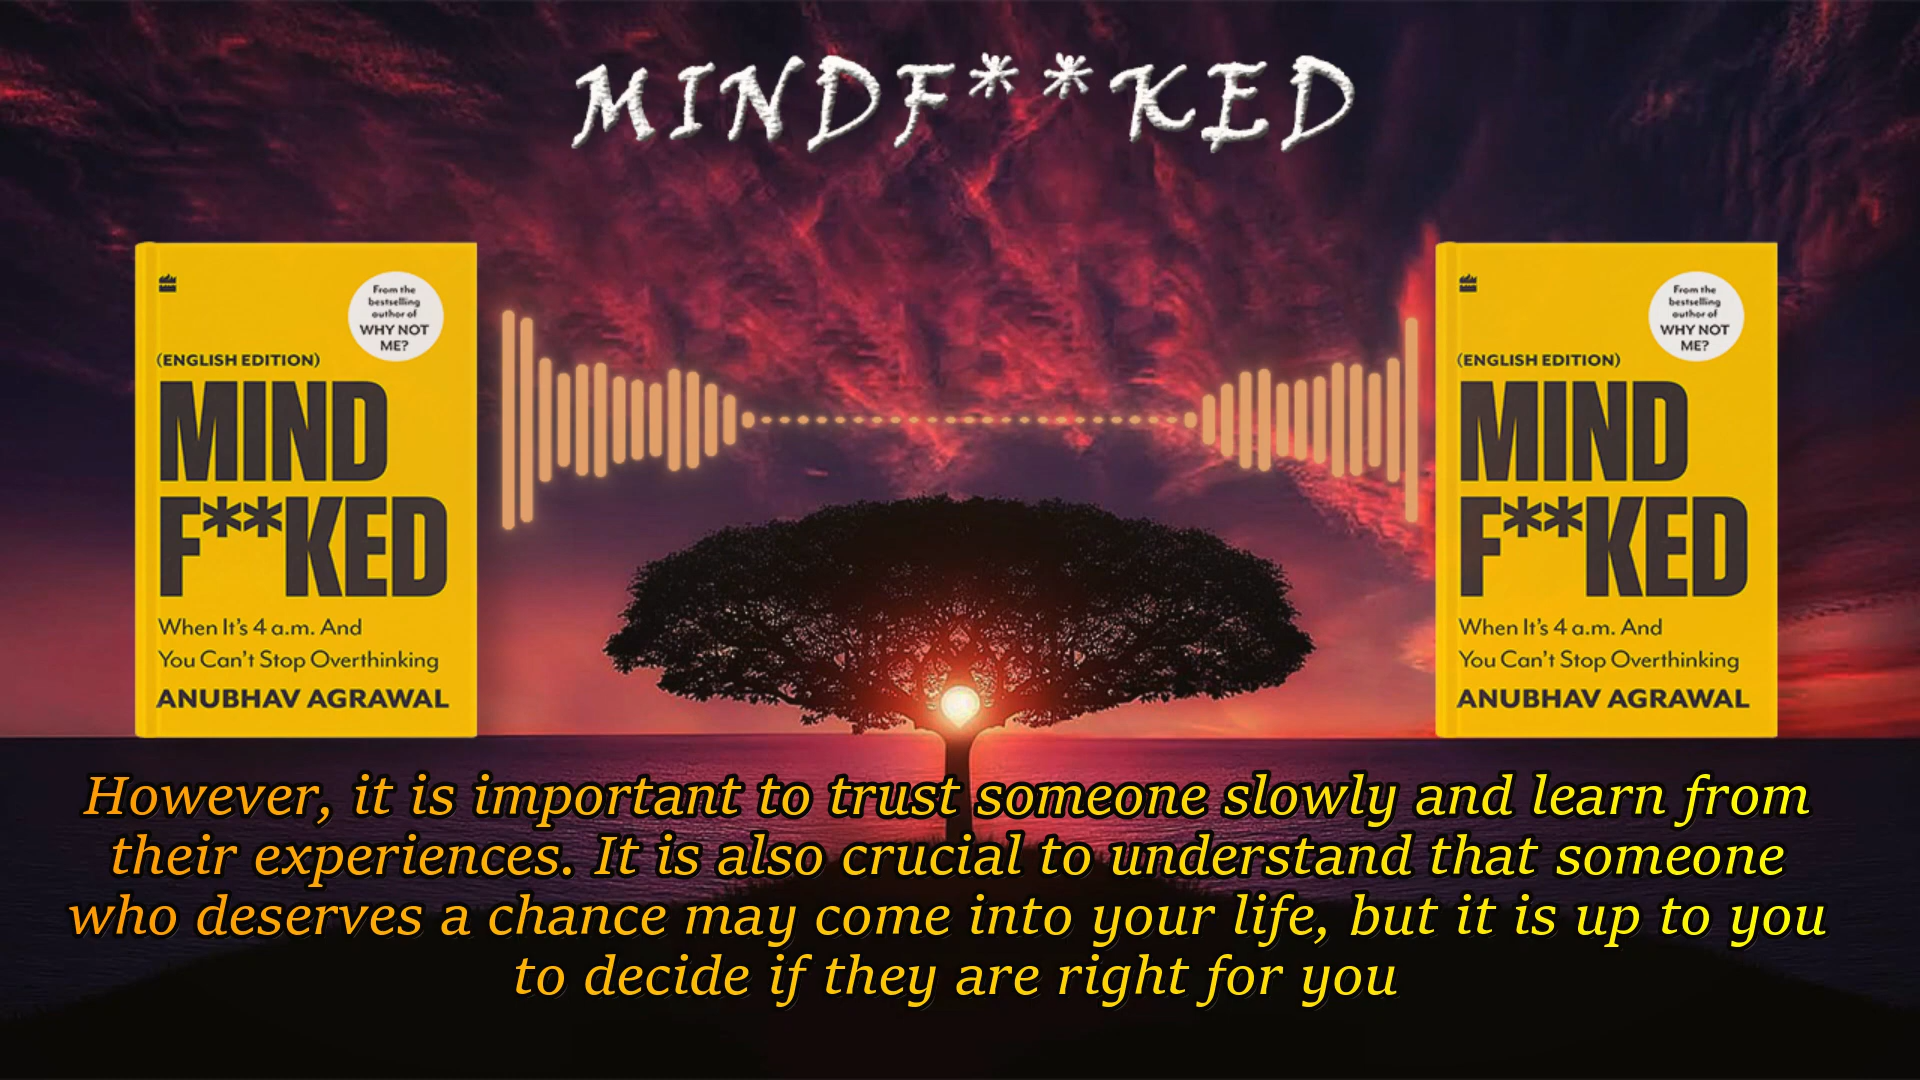 MINDF**KED
From the
bestselling
author of
WHY NOT
ME?
(ENGLISH EDITION)
MIND
F**KED
When It's 4 a.m. And
You Can't Stop Overthinking
ANUBHAV AGRAWAL
From the
bestselling
author of
WHY NOT
ME?
(ENGLISH EDITION)
MIND
F**KED
When It's 4 a.m. And
You Can't Stop Overthinking
ANUBHAV AGRAWAL
However, it is important to trust someone slowly and learn from
their experiences. It is also crucial to understand that someone
who deserves a chance may come into your life, but it is up to you
to decide if they are right for you